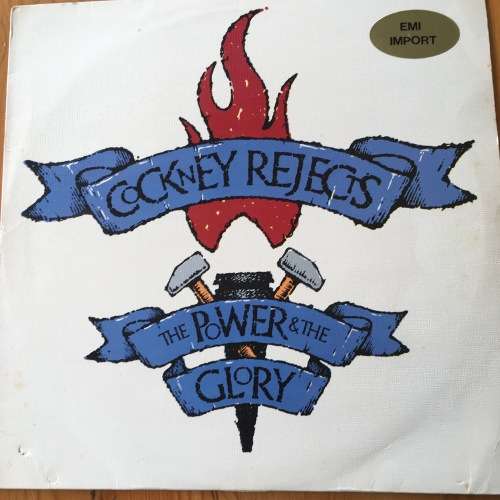 EMI
IMPORT
COCKNEY REJECTS
THE POWER & THE
GLORY